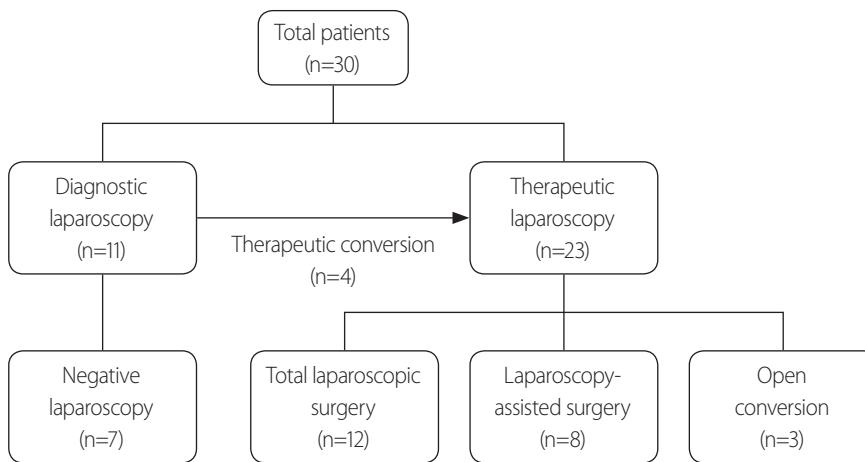 Total patients
(n=30)
Diagnostic
laparoscopy
(n=11)
Therapeutic conversion
(n=4)
Therapeutic
laparoscopy
(n=23)
Negative
laparoscopy
(n=7)
Total laparoscopic
surgery
(n=12)
Laparoscopy-
assisted surgery
(n=8)
Open
conversion
(n=3)